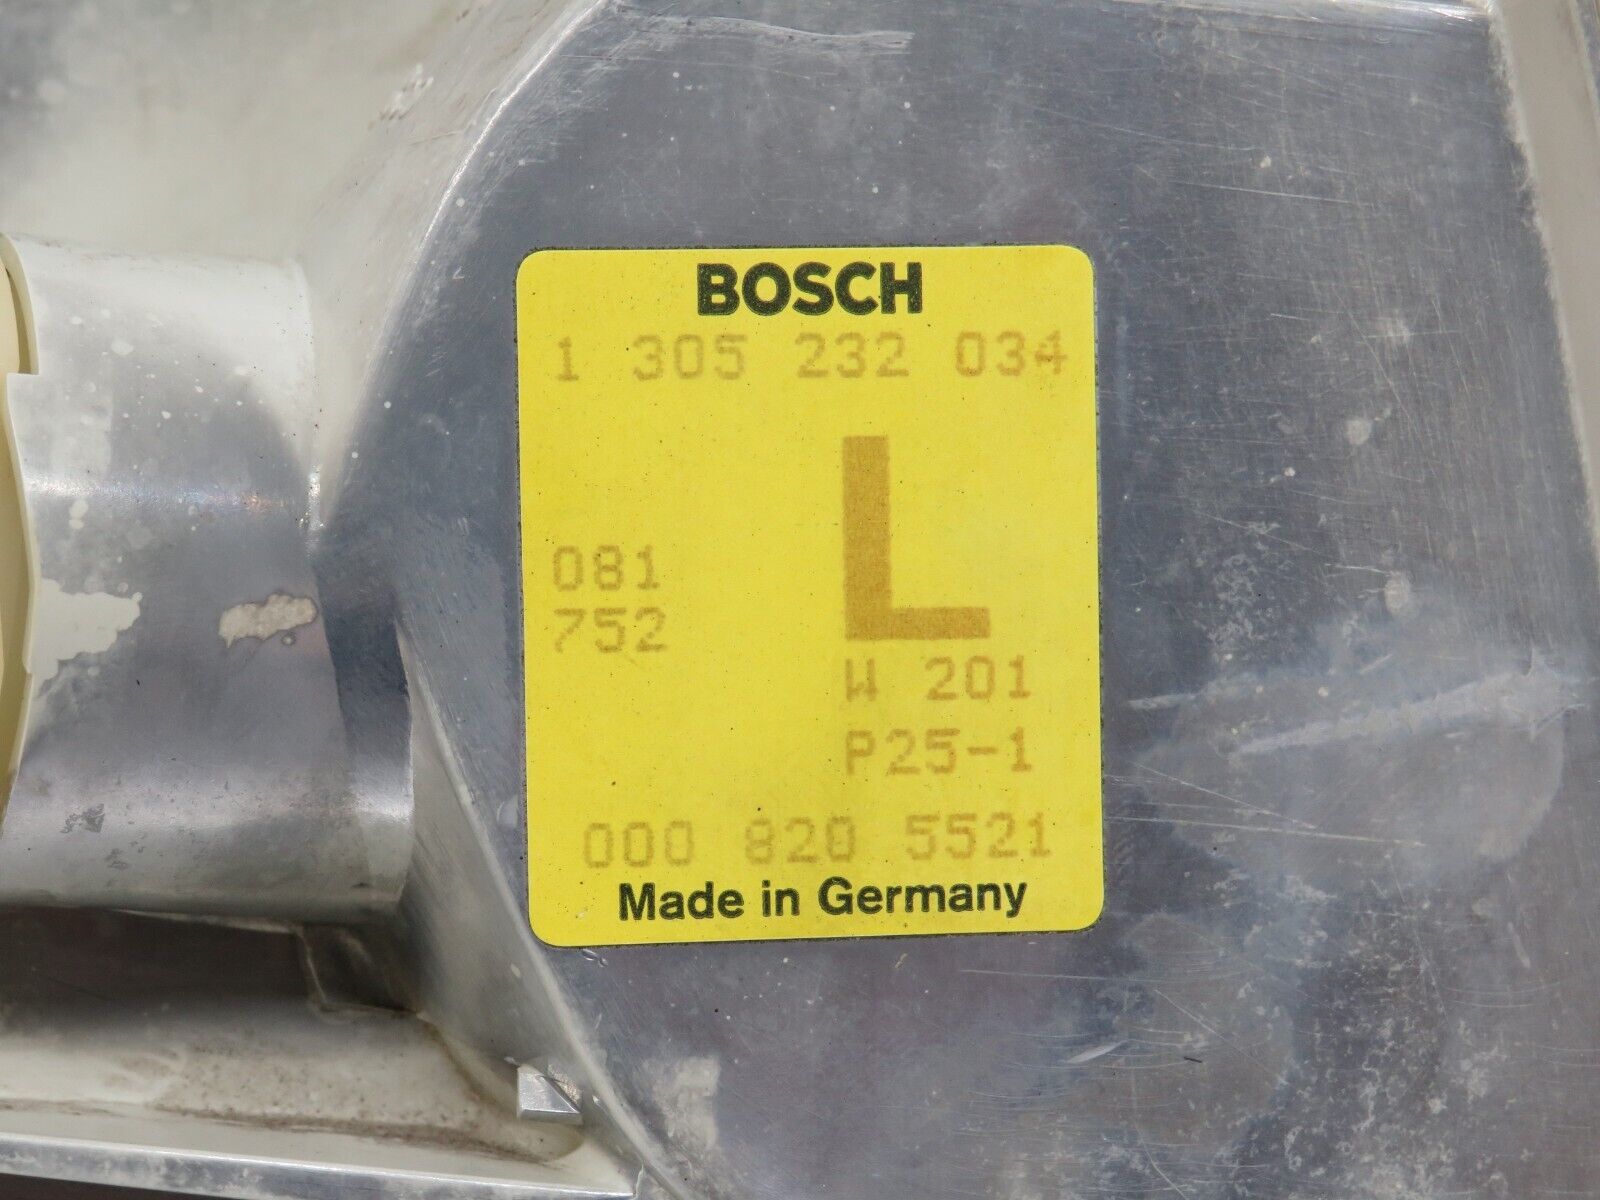 BOSCH
1 305 232 034
L
081
752
W 201
P25-1
000 820 5521
Made in Germany